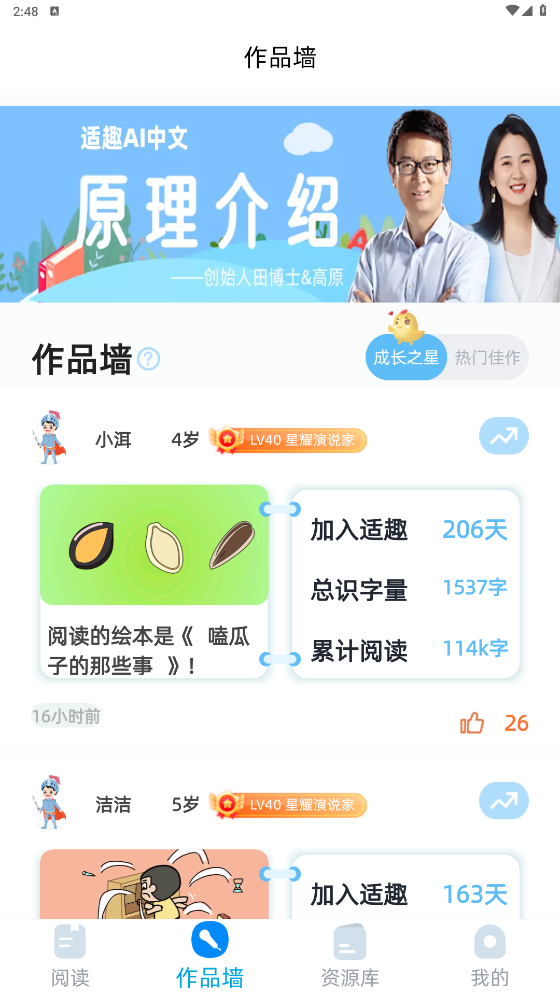 2:48
作品墙
适趣AI中文
原理介绍
——创始人田博士&高原
作品墙?
成长之星
热门佳作
小洱
4岁
LV40 星耀演说家
加入适趣
206天
总识字量
1537字
阅读的绘本是《 嗑瓜
子的那些事 》!
累计阅读
114k字
16小时前
26
洁洁
5岁
LV40 星耀演说家
加入适趣
163天
阅读
作品墙
资源库
我的